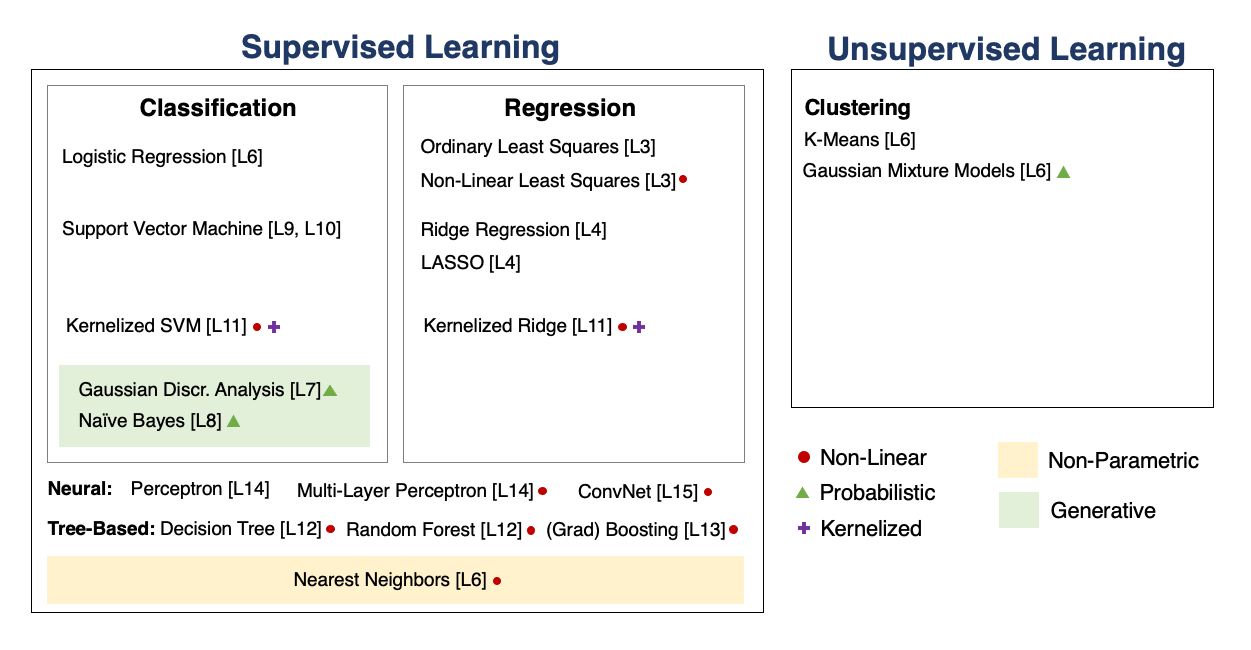 Supervised Learning
Classification
Logistic Regression [L6]
Support Vector Machine [L9, L10]
Kernelized SVM [L11]
Gaussian Discr. Analysis [L7]
Naïve Bayes [L8]
Regression
Ordinary Least Squares [L3]
Non-Linear Least Squares [L3]
Ridge Regression [L4]
LASSO [L4]
Kernelized Ridge [L11]
Neural: Perceptron [L14] Multi-Layer Perceptron [L14] ConvNet [L15]
Tree-Based: Decision Tree [L12] Random Forest [L12] (Grad) Boosting [L13]
Nearest Neighbors [L6]
Unsupervised Learning
Clustering
K-Means [L6]
Gaussian Mixture Models [L6]
Non-Linear
Probabilistic
Kernelized
Non-Parametric
Generative